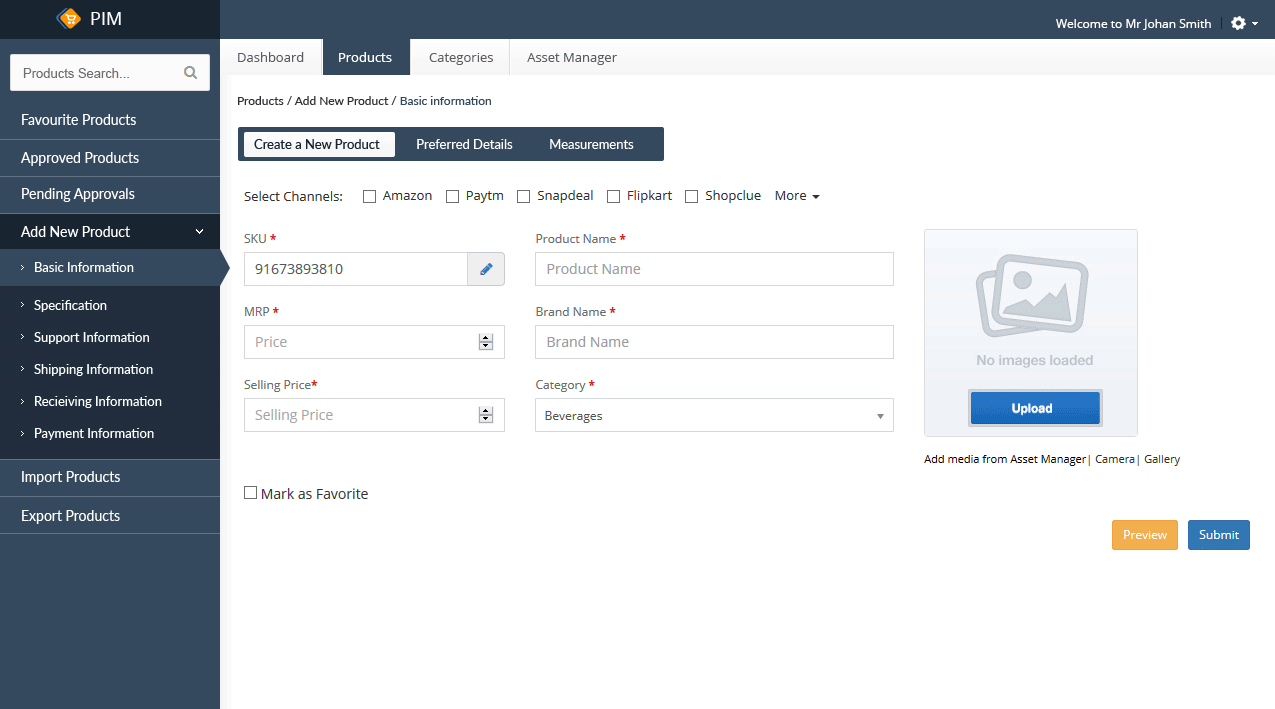 PIM
Welcome to Mr Johan Smith
Products Search...
Favourite Products
Approved Products
Pending Approvals
Add New Product
Basic Information
Specification
Support Information
Shipping Information
Recieiving Information
Payment Information
Import Products
Export Products
Dashboard Products Categories Asset Manager
Products / Add New Product / Basic information
Create a New Product Preferred Details Measurements
Select Channels: Amazon Paytm Snapdeal Flipkart Shopclue More
SKU * Product Name *
91673893810 Product Name
MRP * Brand Name *
Price Brand Name
Selling Price* Category *
Selling Price Beverages
No images loaded
Upload
Add media from Asset Manager| Camera| Gallery
Mark as Favorite
Preview Submit